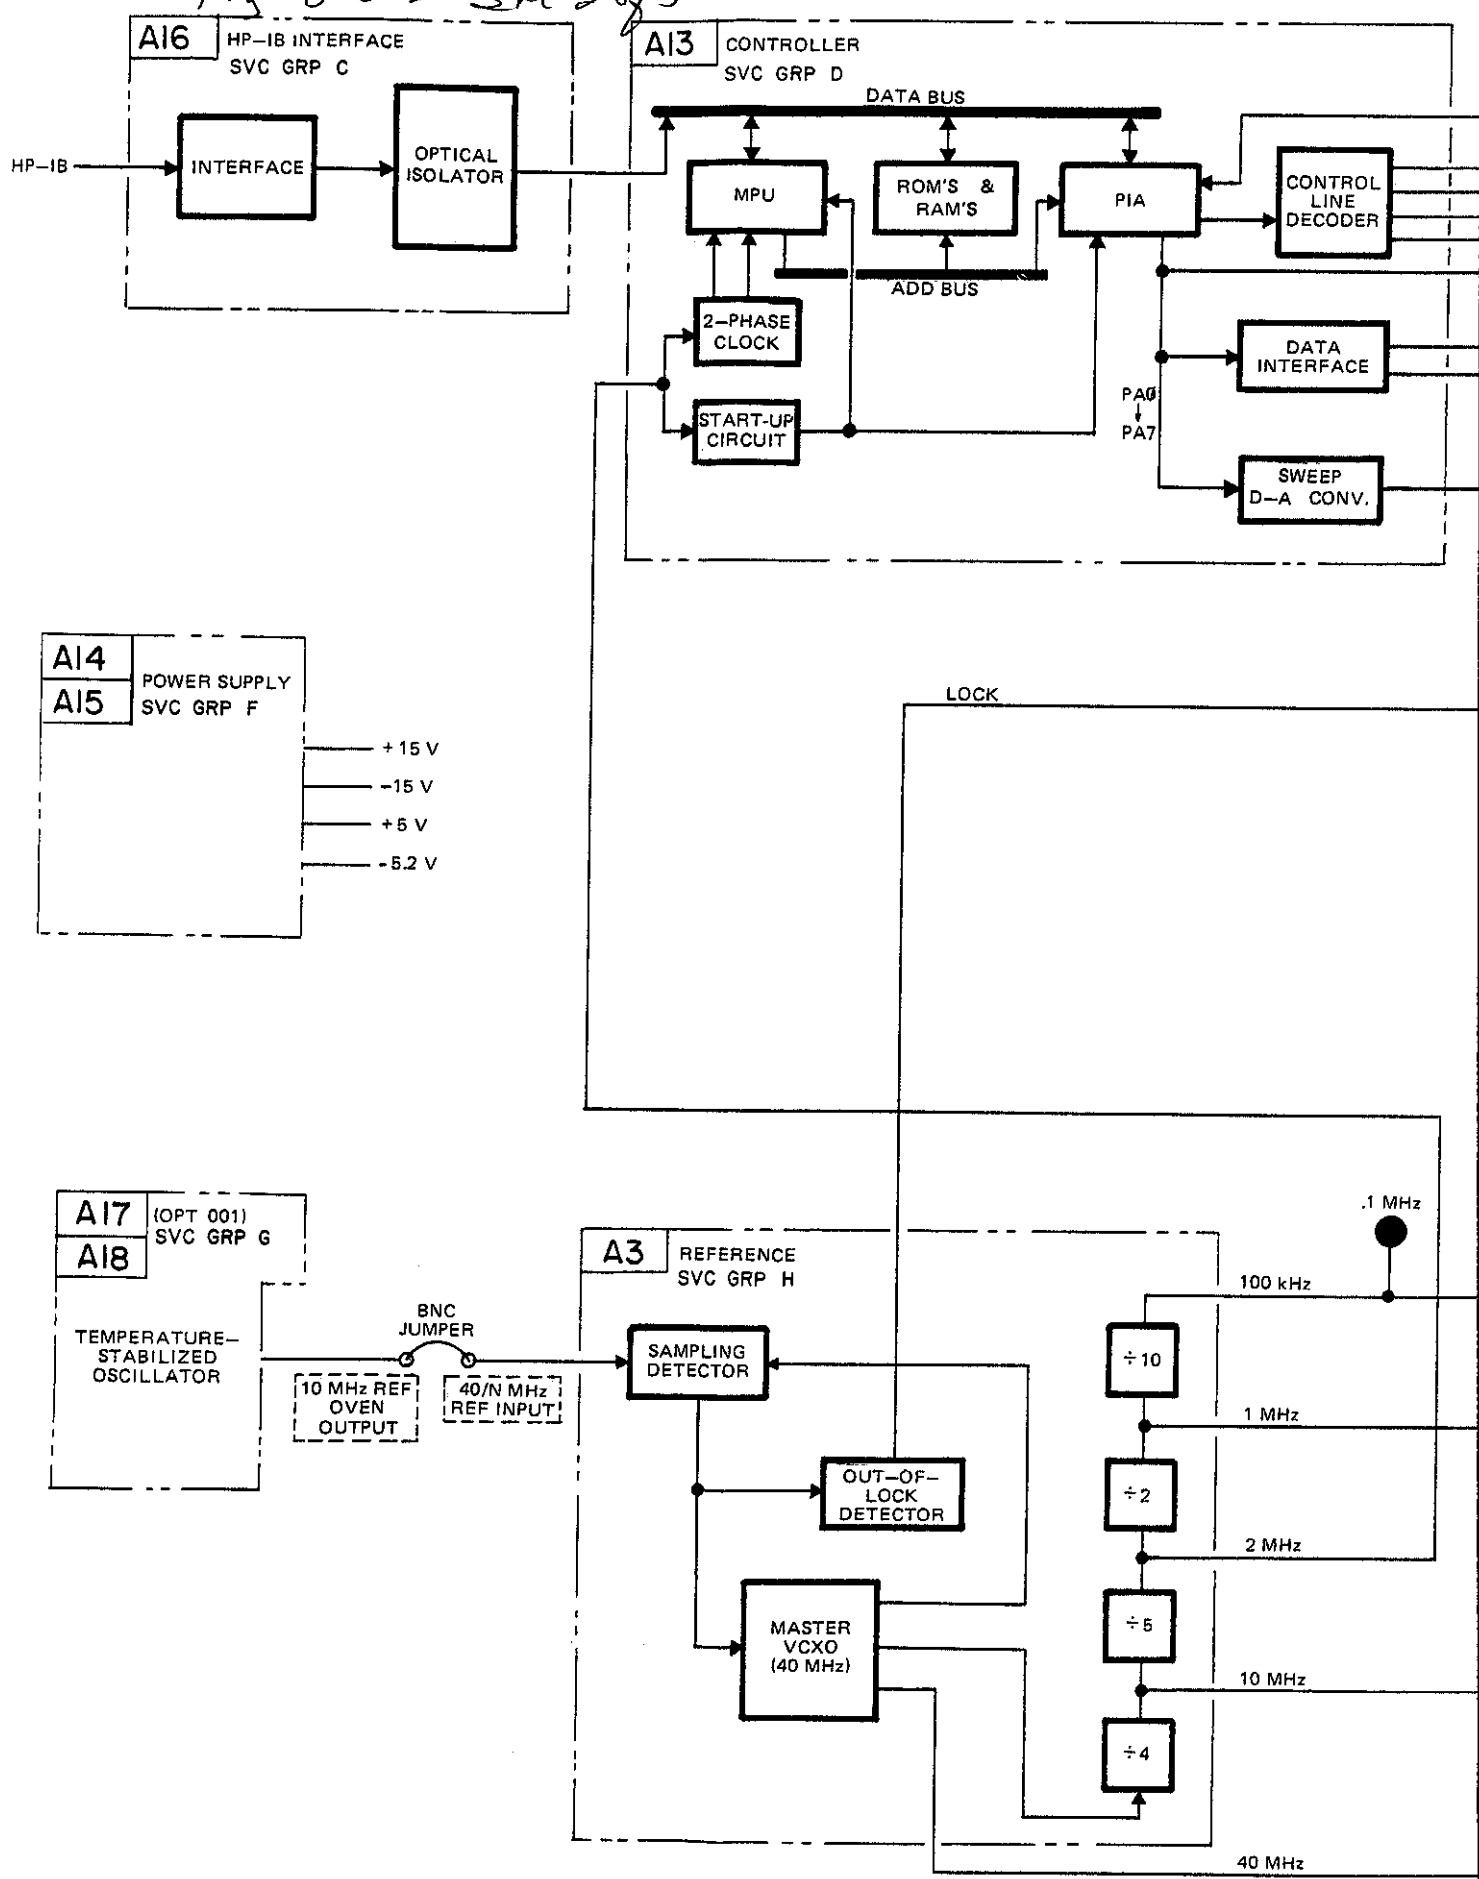 A16
HP-IB INTERFACE
SVC GRP C
HP-IB
INTERFACE
OPTICAL
ISOLATOR
A13
CONTROLLER
SVC GRP D
DATA BUS
MPU
ROM'S &
RAM'S
PIA
CONTROL
LINE
DECODER
ADD BUS
2-PHASE
CLOCK
START-UP
CIRCUIT
DATA
INTERFACE
PA0
PA7
SWEEP
D-A CONV.
A14
A15
POWER SUPPLY
SVC GRP F
+15 V
-15 V
+5 V
-5.2 V
LOCK
A17
A18
(OPT 001)
SVC GRP G
TEMPERATURE-
STABILIZED
OSCILLATOR
BNC
JUMPER
10 MHz REF
OVEN
OUTPUT
40/N MHz
REF INPUT
A3
REFERENCE
SVC GRP H
SAMPLING
DETECTOR
OUT-OF-
LOCK
DETECTOR
MASTER
VCXO
(40 MHz)
.1 MHz
100 kHz
÷10
1 MHz
÷2
2 MHz
÷5
10 MHz
÷4
40 MHz